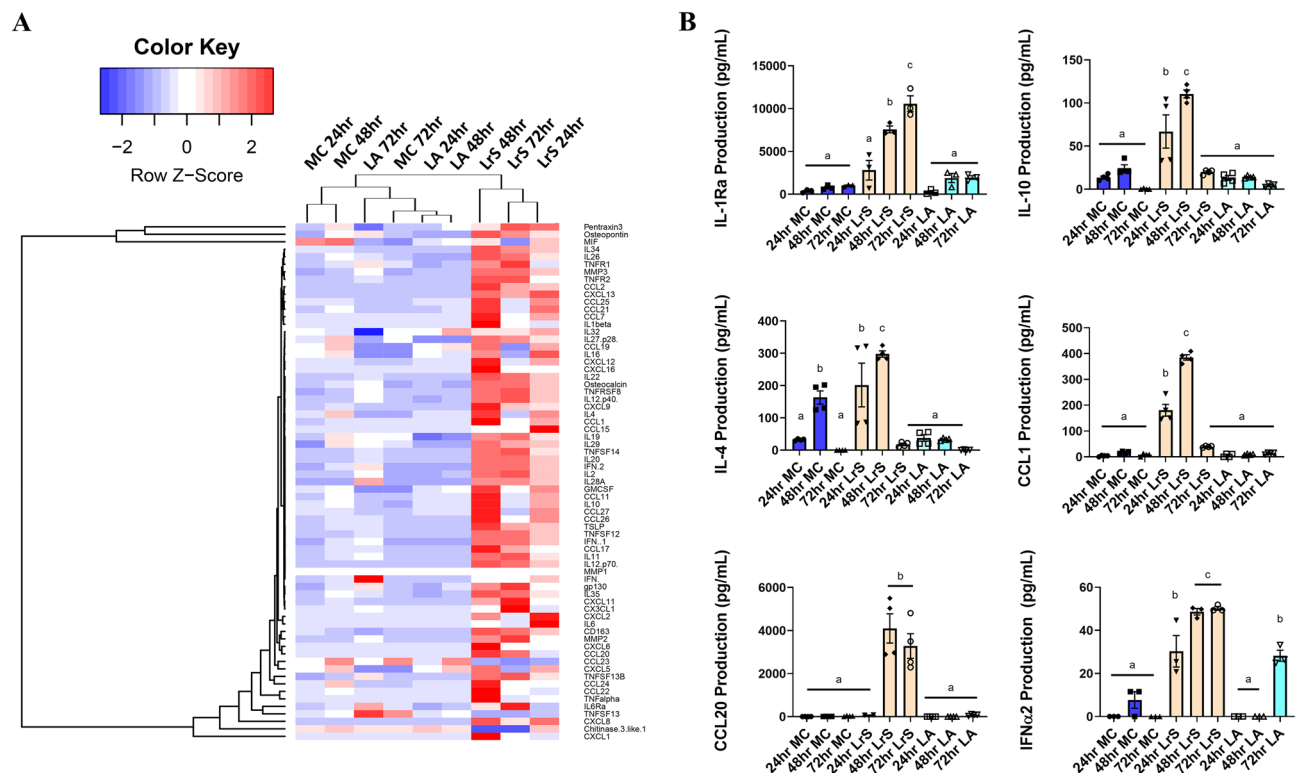 A
Color Key
−2 0 2
Row Z−Score
MC 24hr
MC 48hr
LA 72hr
MC 72hr
LA 24hr
LA 48hr
LrS 48hr
LrS 72hr
LrS 24hr
Pentraxin3
Osteopontin
MIF
IL34
IL26
TNFR1
MMP3
TNFR2
CCL2
CXCL13
CCL25
CCL21
CCL7
IL1beta
IL32
IL27.p28.
CCL19
IL16
CXCL12
CXCL16
IL22
Osteocalcin
TNFRSF8
IL12.p40.
CXCL9
IL4
CCL1
CCL15
IL19
IL29
TNFSF14
IL20
IFN.2
IL2
IL28A
GMCSF
CCL11
IL10
CCL27
CCL26
TSLP
TNFSF12
IFN..1
CCL17
IL11
IL12.p70.
MMP1
IFN.
gp130
IL35
CXCL11
CX3CL1
CXCL2
IL6
CD163
MMP2
CXCL6
CCL20
CCL23
CXCL5
TNFSF13B
CCL24
CCL22
TNFalpha
IL6Ra
TNFSF13
CXCL8
Chitinase.3.like.1
CXCL1
B
IL-1Ra Production (pg/mL)
15000
10000
5000
0
a
a
b
c
a
24hr MC
48hr MC
72hr MC
24hr LrS
48hr LrS
72hr LrS
24hr LA
48hr LA
72hr LA
IL-10 Production (pg/mL)
150
100
50
0
a
b
c
a
24hr MC
48hr MC
72hr MC
24hr LrS
48hr LrS
72hr LrS
24hr LA
48hr LA
72hr LA
IL-4 Production (pg/mL)
400
300
200
100
0
a
b
a
b
c
a
24hr MC
48hr MC
72hr MC
24hr LrS
48hr LrS
72hr LrS
24hr LA
48hr LA
72hr LA
CCL1 Production (pg/mL)
500
400
300
200
100
0
a
b
c
a
24hr MC
48hr MC
72hr MC
24hr LrS
48hr LrS
72hr LrS
24hr LA
48hr LA
72hr LA
CCL20 Production (pg/mL)
6000
4000
2000
0
a
b
a
24hr MC
48hr MC
72hr MC
24hr LrS
48hr LrS
72hr LrS
24hr LA
48hr LA
72hr LA
IFNα2 Production (pg/mL)
60
40
20
0
a
b
c
a
b
24hr MC
48hr MC
72hr MC
24hr LrS
48hr LrS
72hr LrS
24hr LA
48hr LA
72hr LA